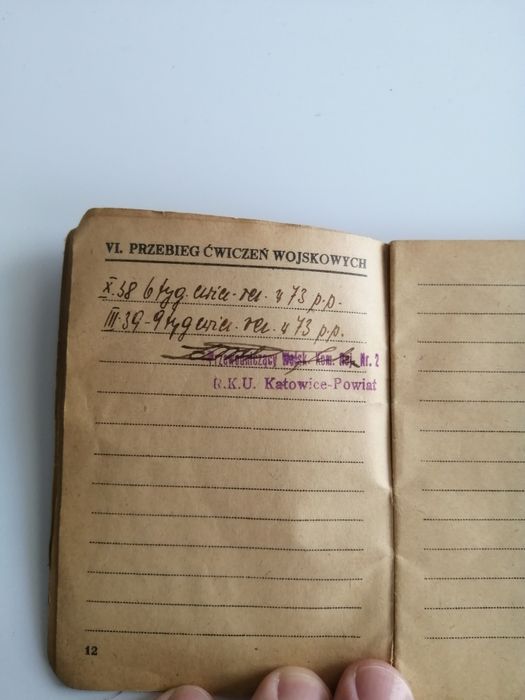 VI. PRZEBIEG ĆWICZEŃ WOJSKOWYCH
X.38 6 tyg. ćwicz. rez. w 73 p.p.
III.39 - 9 tyg. ćwicz. rez. w 73 p.p.
Przewodniczący Wojsk. Kom. Rej. Nr. 2
R.K.U. Katowice-Powiat
12